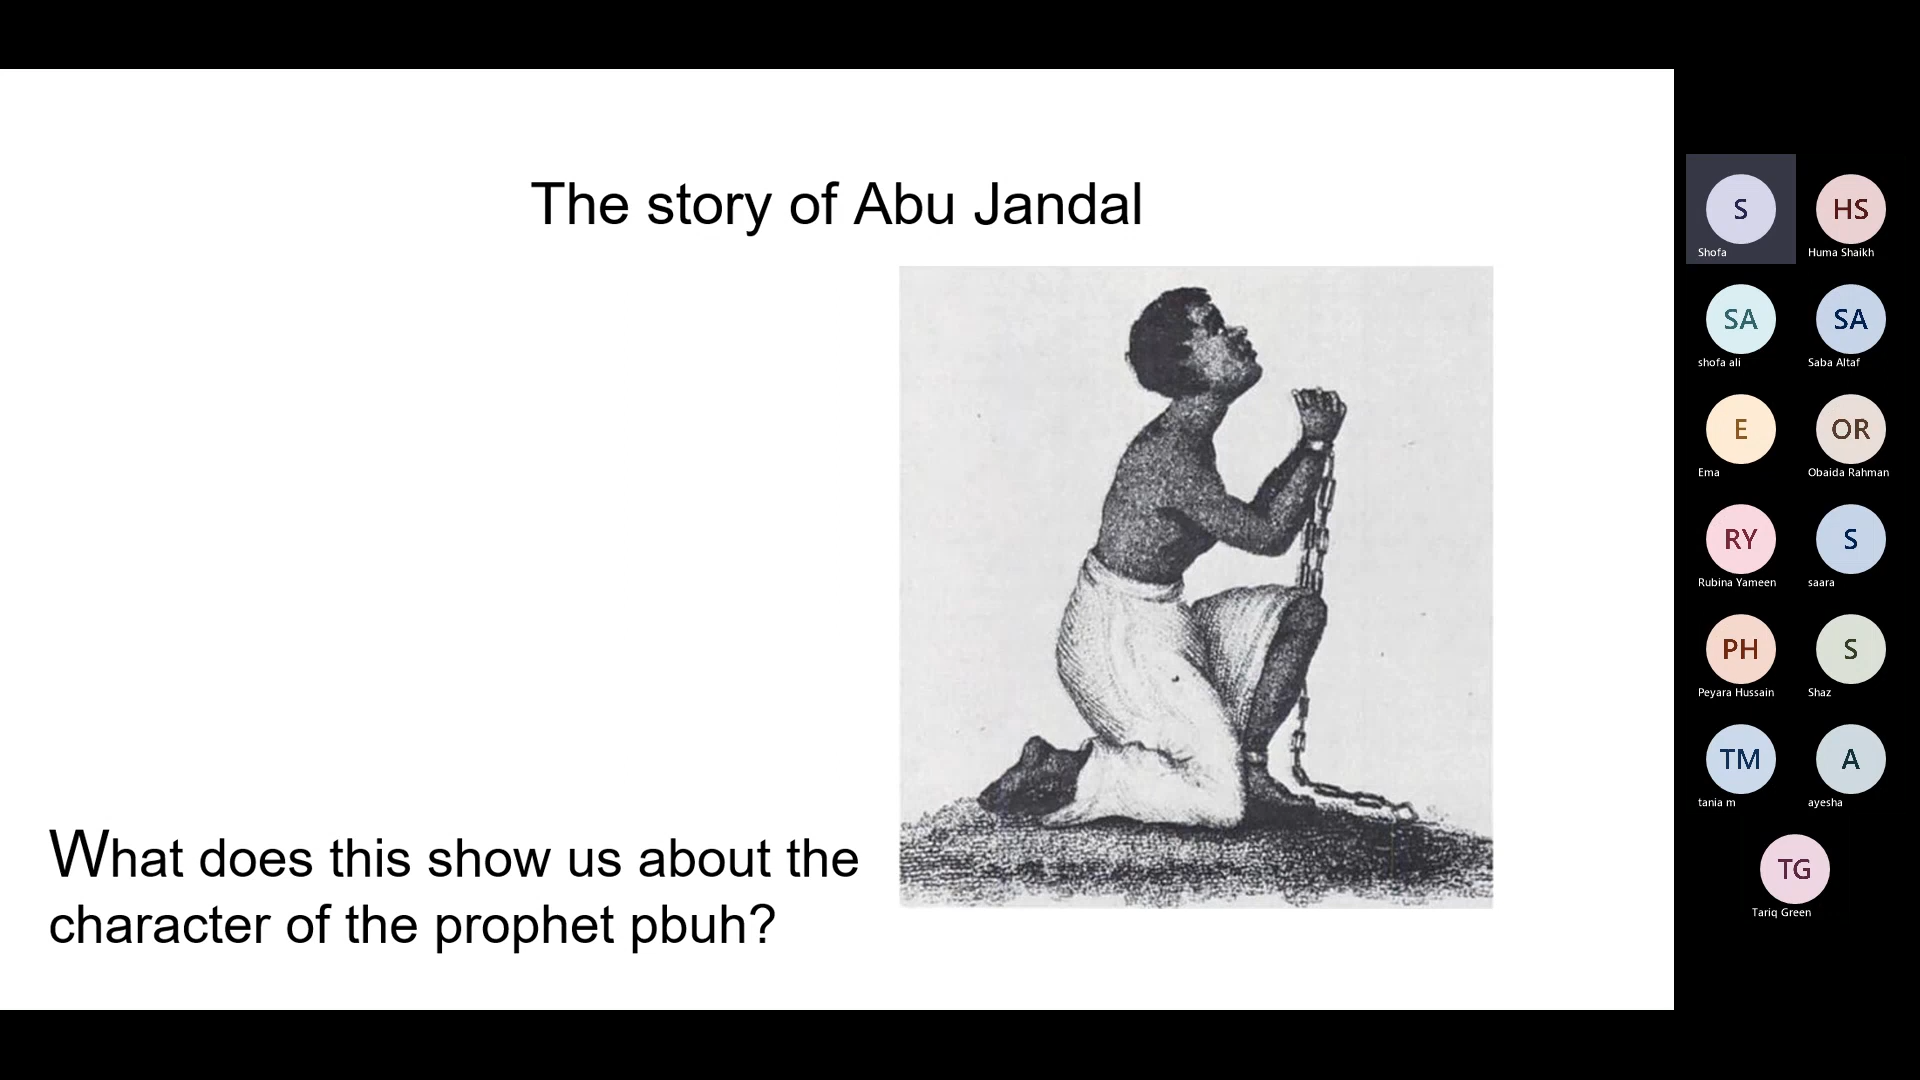 The story of Abu Jandal
What does this show us about the
character of the prophet pbuh?
S
Shofa
HS
Huma Shaikh
SA
shofa ali
SA
Saba Altaf
E
Ema
OR
Obaida Rahman
RY
Rubina Yameen
S
saara
PH
Peyara Hussain
S
Shaz
TM
tania m
A
ayesha
TG
Tariq Green